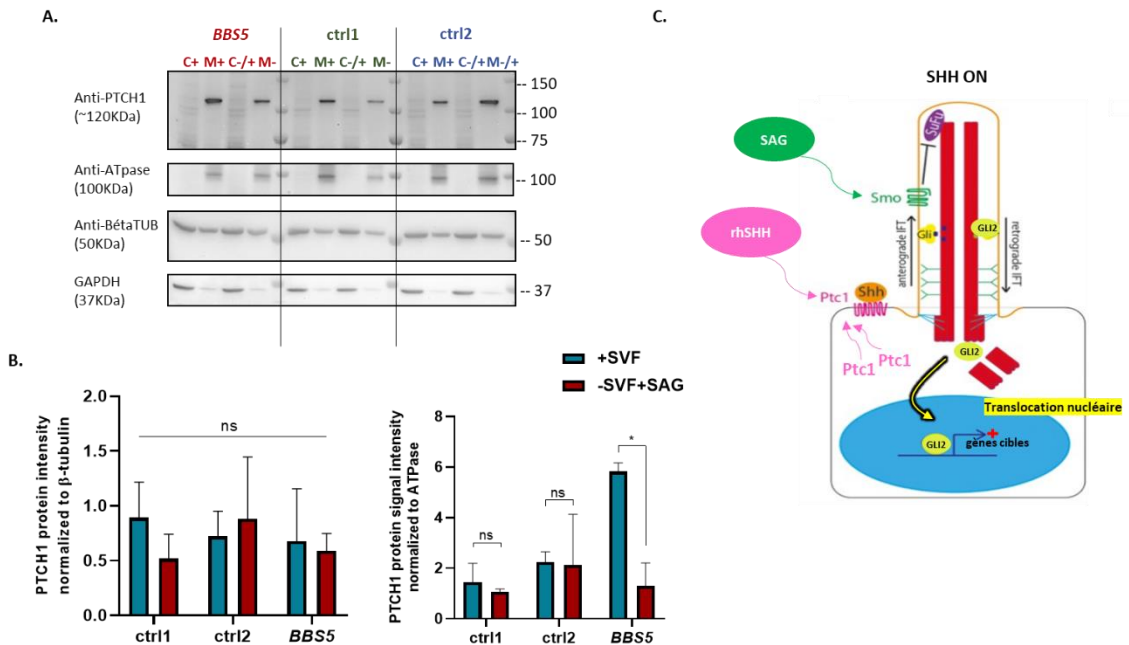 A.
BBS5 ctrl1 ctrl2
C+ M+ C-/+ M- C+ M+ C-/+ M- C+ M+ C-/+ M-/+
Anti-PTCH1
(~120KDa)
-- 150
-- 100
-- 75
Anti-ATpase
(100KDa)
-- 100
Anti-BétaTUB
(50KDa)
-- 50
GAPDH
(37KDa)
-- 37
B.
PTCH1 protein intensity
normalized to β-tubulin
2.0
1.5
1.0
0.5
0.0
ns
ctrl1 ctrl2 BBS5
+SVF
-SVF+SAG
PTCH1 protein signal intensity
normalized to ATPase
8
6
4
2
0
ns
ns
*
ctrl1 ctrl2 BBS5
C.
SHH ON
SuFu
SAG
Smo
rhSHH
anterograde IFT
Gli
GLI2
retrograde IFT
Shh
Ptc1
Ptc1
Ptc1
GLI2
Translocation nucléaire
GLI2
+
gènes cibles